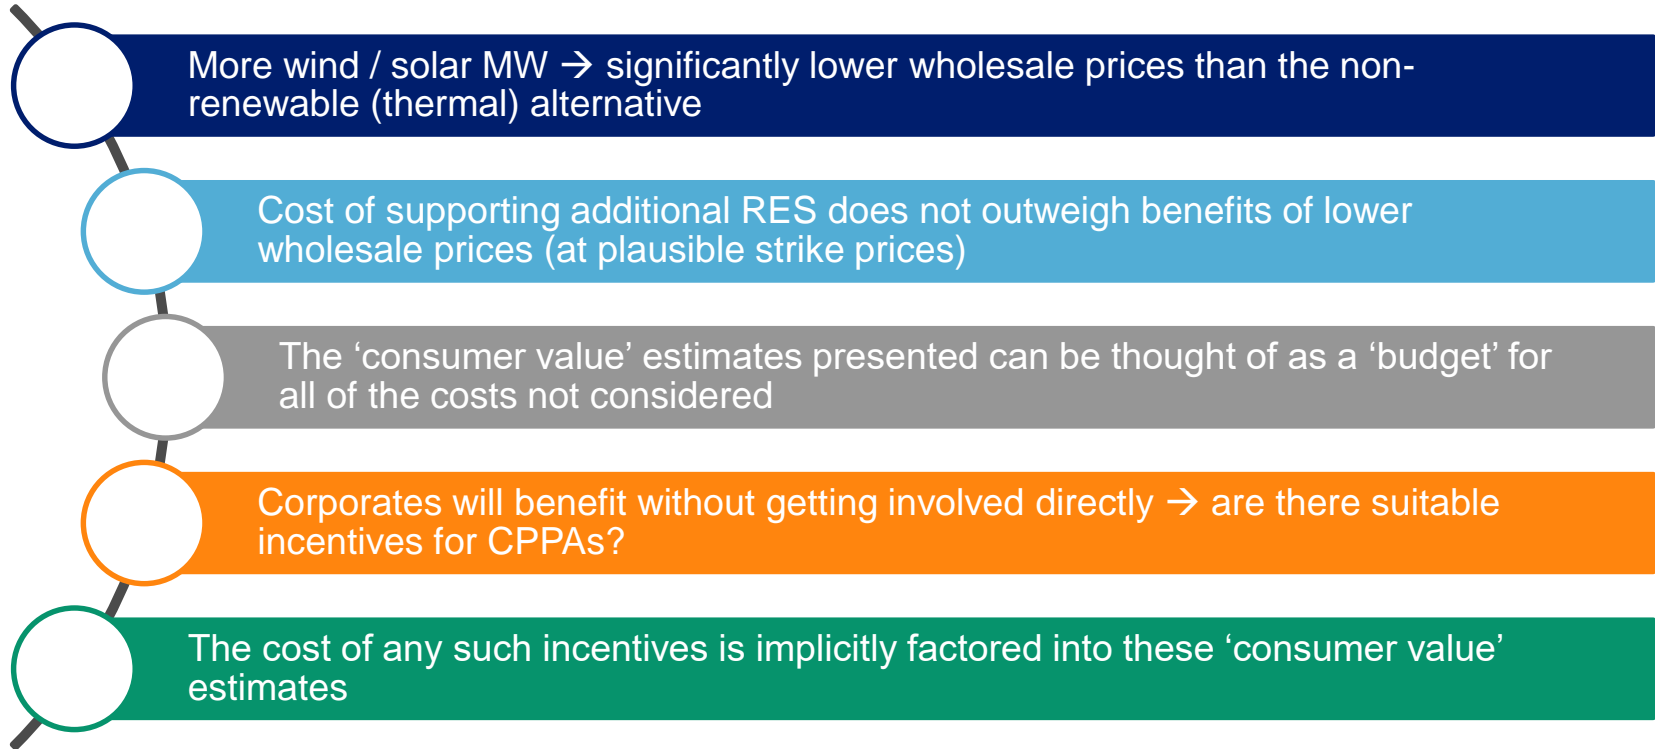 More wind / solar MW → significantly lower wholesale prices than the non-
renewable (thermal) alternative
Cost of supporting additional RES does not outweigh benefits of lower
wholesale prices (at plausible strike prices)
The ‘consumer value’ estimates presented can be thought of as a ‘budget’ for
all of the costs not considered
Corporates will benefit without getting involved directly → are there suitable
incentives for CPPAs?
The cost of any such incentives is implicitly factored into these ‘consumer value’
estimates